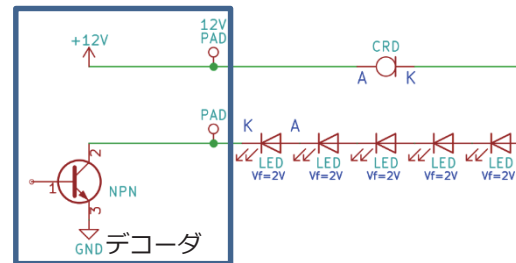 12V
PAD
+12V
CRD
A
K
PAD
K
A
2
1
NPN
3
LED
Vf=2V
LED
Vf=2V
LED
Vf=2V
LED
Vf=2V
LED
Vf=2V
GND
デコーダ